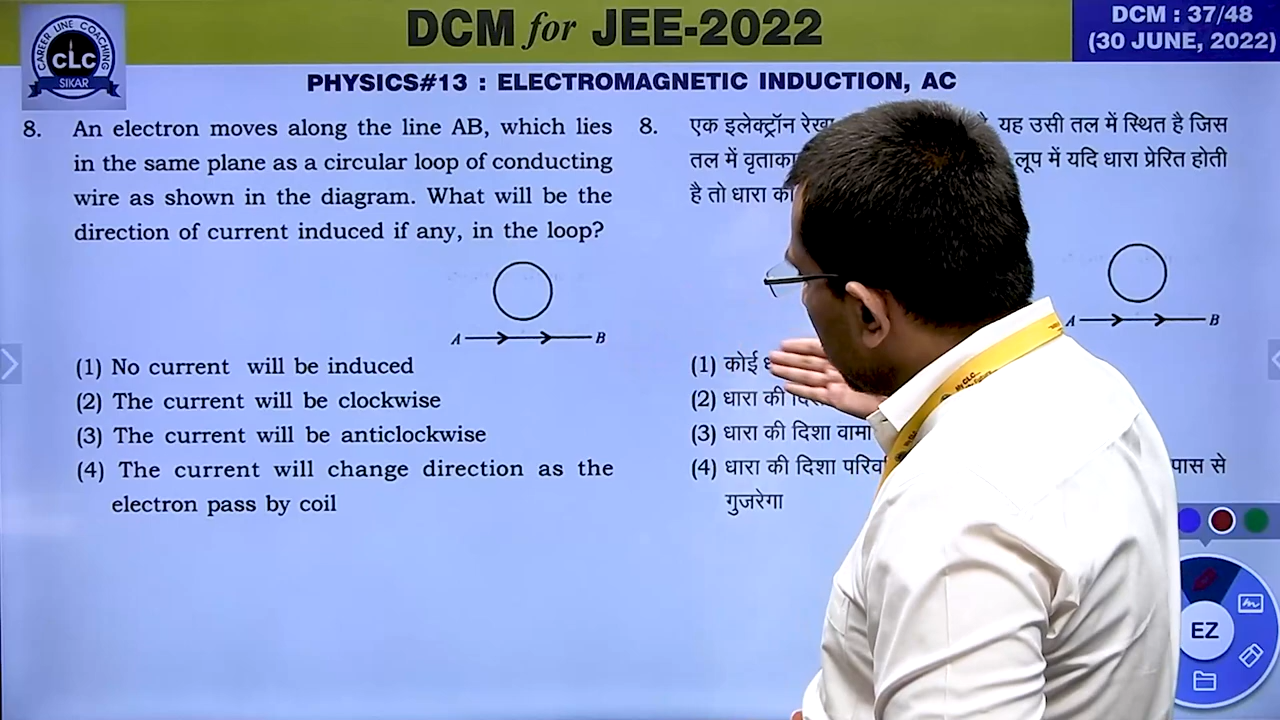 DCM for JEE-2022
DCM : 37/48
(30 JUNE, 2022)
CAREER LINE COACHING
CLC
SIKAR
PHYSICS#13 : ELECTROMAGNETIC INDUCTION, AC
8. An electron moves along the line AB, which lies
in the same plane as a circular loop of conducting
wire as shown in the diagram. What will be the
direction of current induced if any, in the loop?
A B
(1) No current will be induced
(2) The current will be clockwise
(3) The current will be anticlockwise
(4) The current will change direction as the
electron pass by coil
8. एक इलेक्ट्रॉन रेखा यह उसी तल में स्थित है जिस
तल में लूप में यदि धारा प्रेरित होती
है तो धारा
A B
(1) कोई
(2) धारा की
(3) धारा की दिशा
(4) धारा की दिशा पास से
गुजरेगा
My CLC
EZ